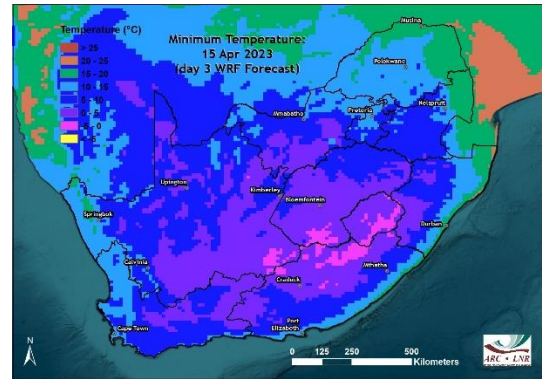 Temperature (°C)
> 25
20 - 25
15 - 20
10 - 15
5 - 10
0 - 5
Minimum Temperature:
15 Apr 2023
(day 3 WRF Forecast)
Musina
Polokwane
Mmabatho
Pretoria
Nelspruit
Upington
Kimberley
Bloemfontein
Springbok
Durban
Calvinia
Mthatha
Cradock
Cape Town
Port
Elizabeth
N
0 125 250 500
Kilometers
ARC • LNR